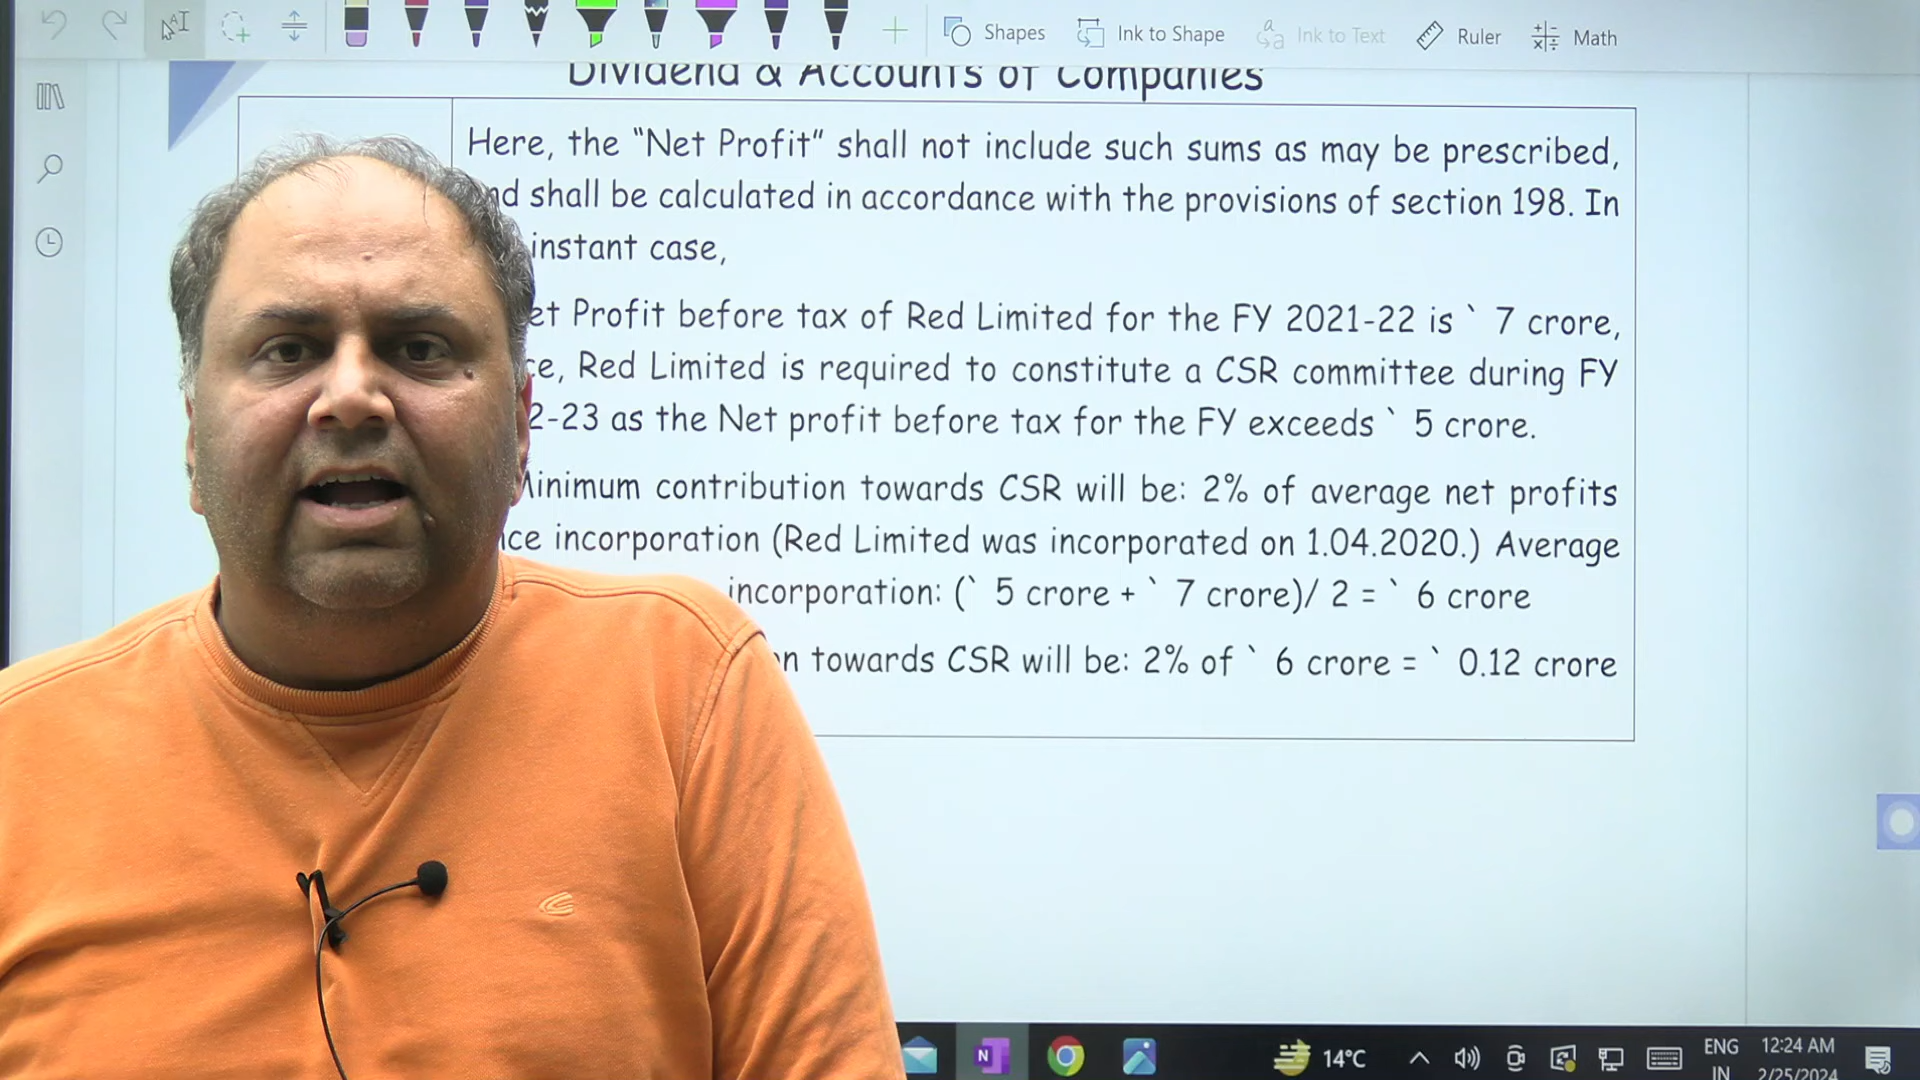 Shapes
Ink to Shape
Ink to Text
Ruler
Math
Dividend & Accounts of Companies
Here, the "Net Profit" shall not include such sums as may be prescribed,
shall be calculated in accordance with the provisions of section 198. In
instant case,
Profit before tax of Red Limited for the FY 2021-22 is ` 7 crore,
Red Limited is required to constitute a CSR committee during FY
2-23 as the Net profit before tax for the FY exceeds ` 5 crore.
Minimum contribution towards CSR will be: 2% of average net profits
incorporation (Red Limited was incorporated on 1.04.2020.) Average
incorporation: (` 5 crore + ` 7 crore)/ 2 = ` 6 crore
towards CSR will be: 2% of ` 6 crore = ` 0.12 crore
N
14°C
ENG
IN
12:24 AM
2/25/2024